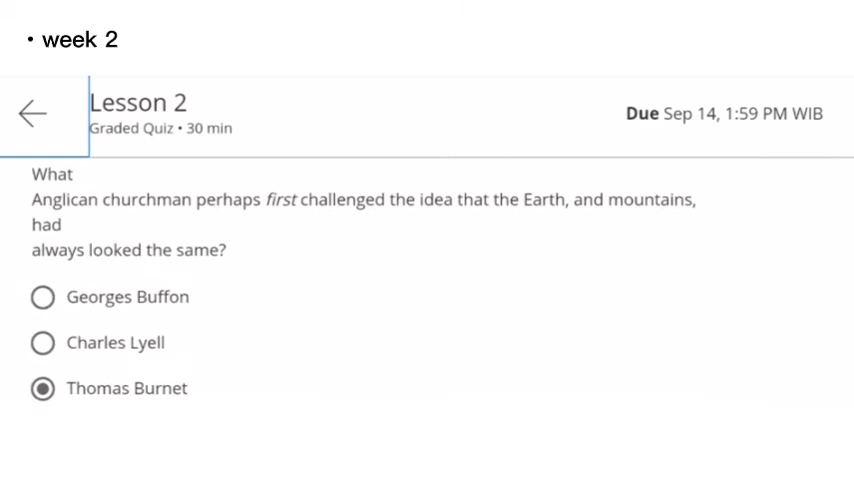 • week 2
Lesson 2
Graded Quiz • 30 min
Due Sep 14, 1:59 PM WIB
What
Anglican churchman perhaps first challenged the idea that the Earth, and mountains,
had
always looked the same?
Georges Buffon
Charles Lyell
Thomas Burnet